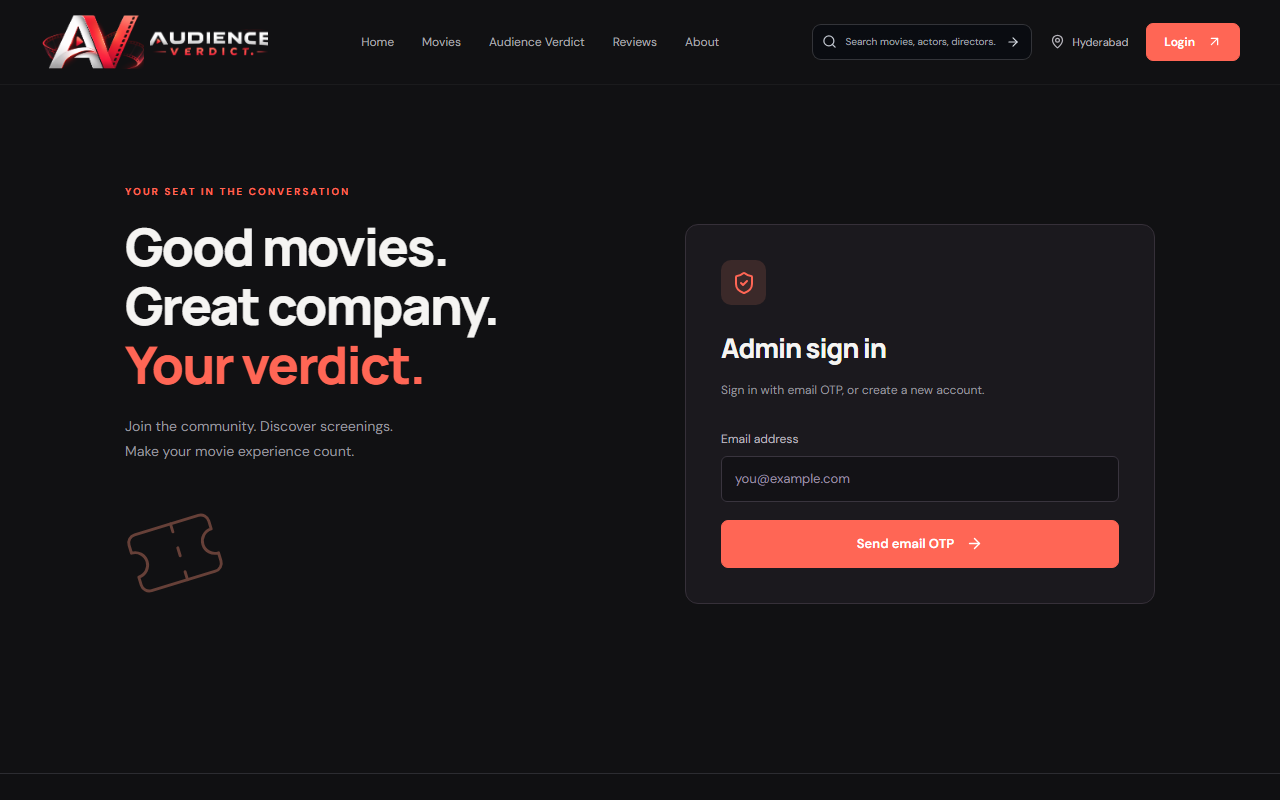 AV AUDIENCE
VERDICT.
Home
Movies
Audience Verdict
Reviews
About
Search movies, actors, directors.
Hyderabad
Login
YOUR SEAT IN THE CONVERSATION
Good movies.
Great company.
Your verdict.
Join the community. Discover screenings.
Make your movie experience count.
Admin sign in
Sign in with email OTP, or create a new account.
Email address
you@example.com
Send email OTP